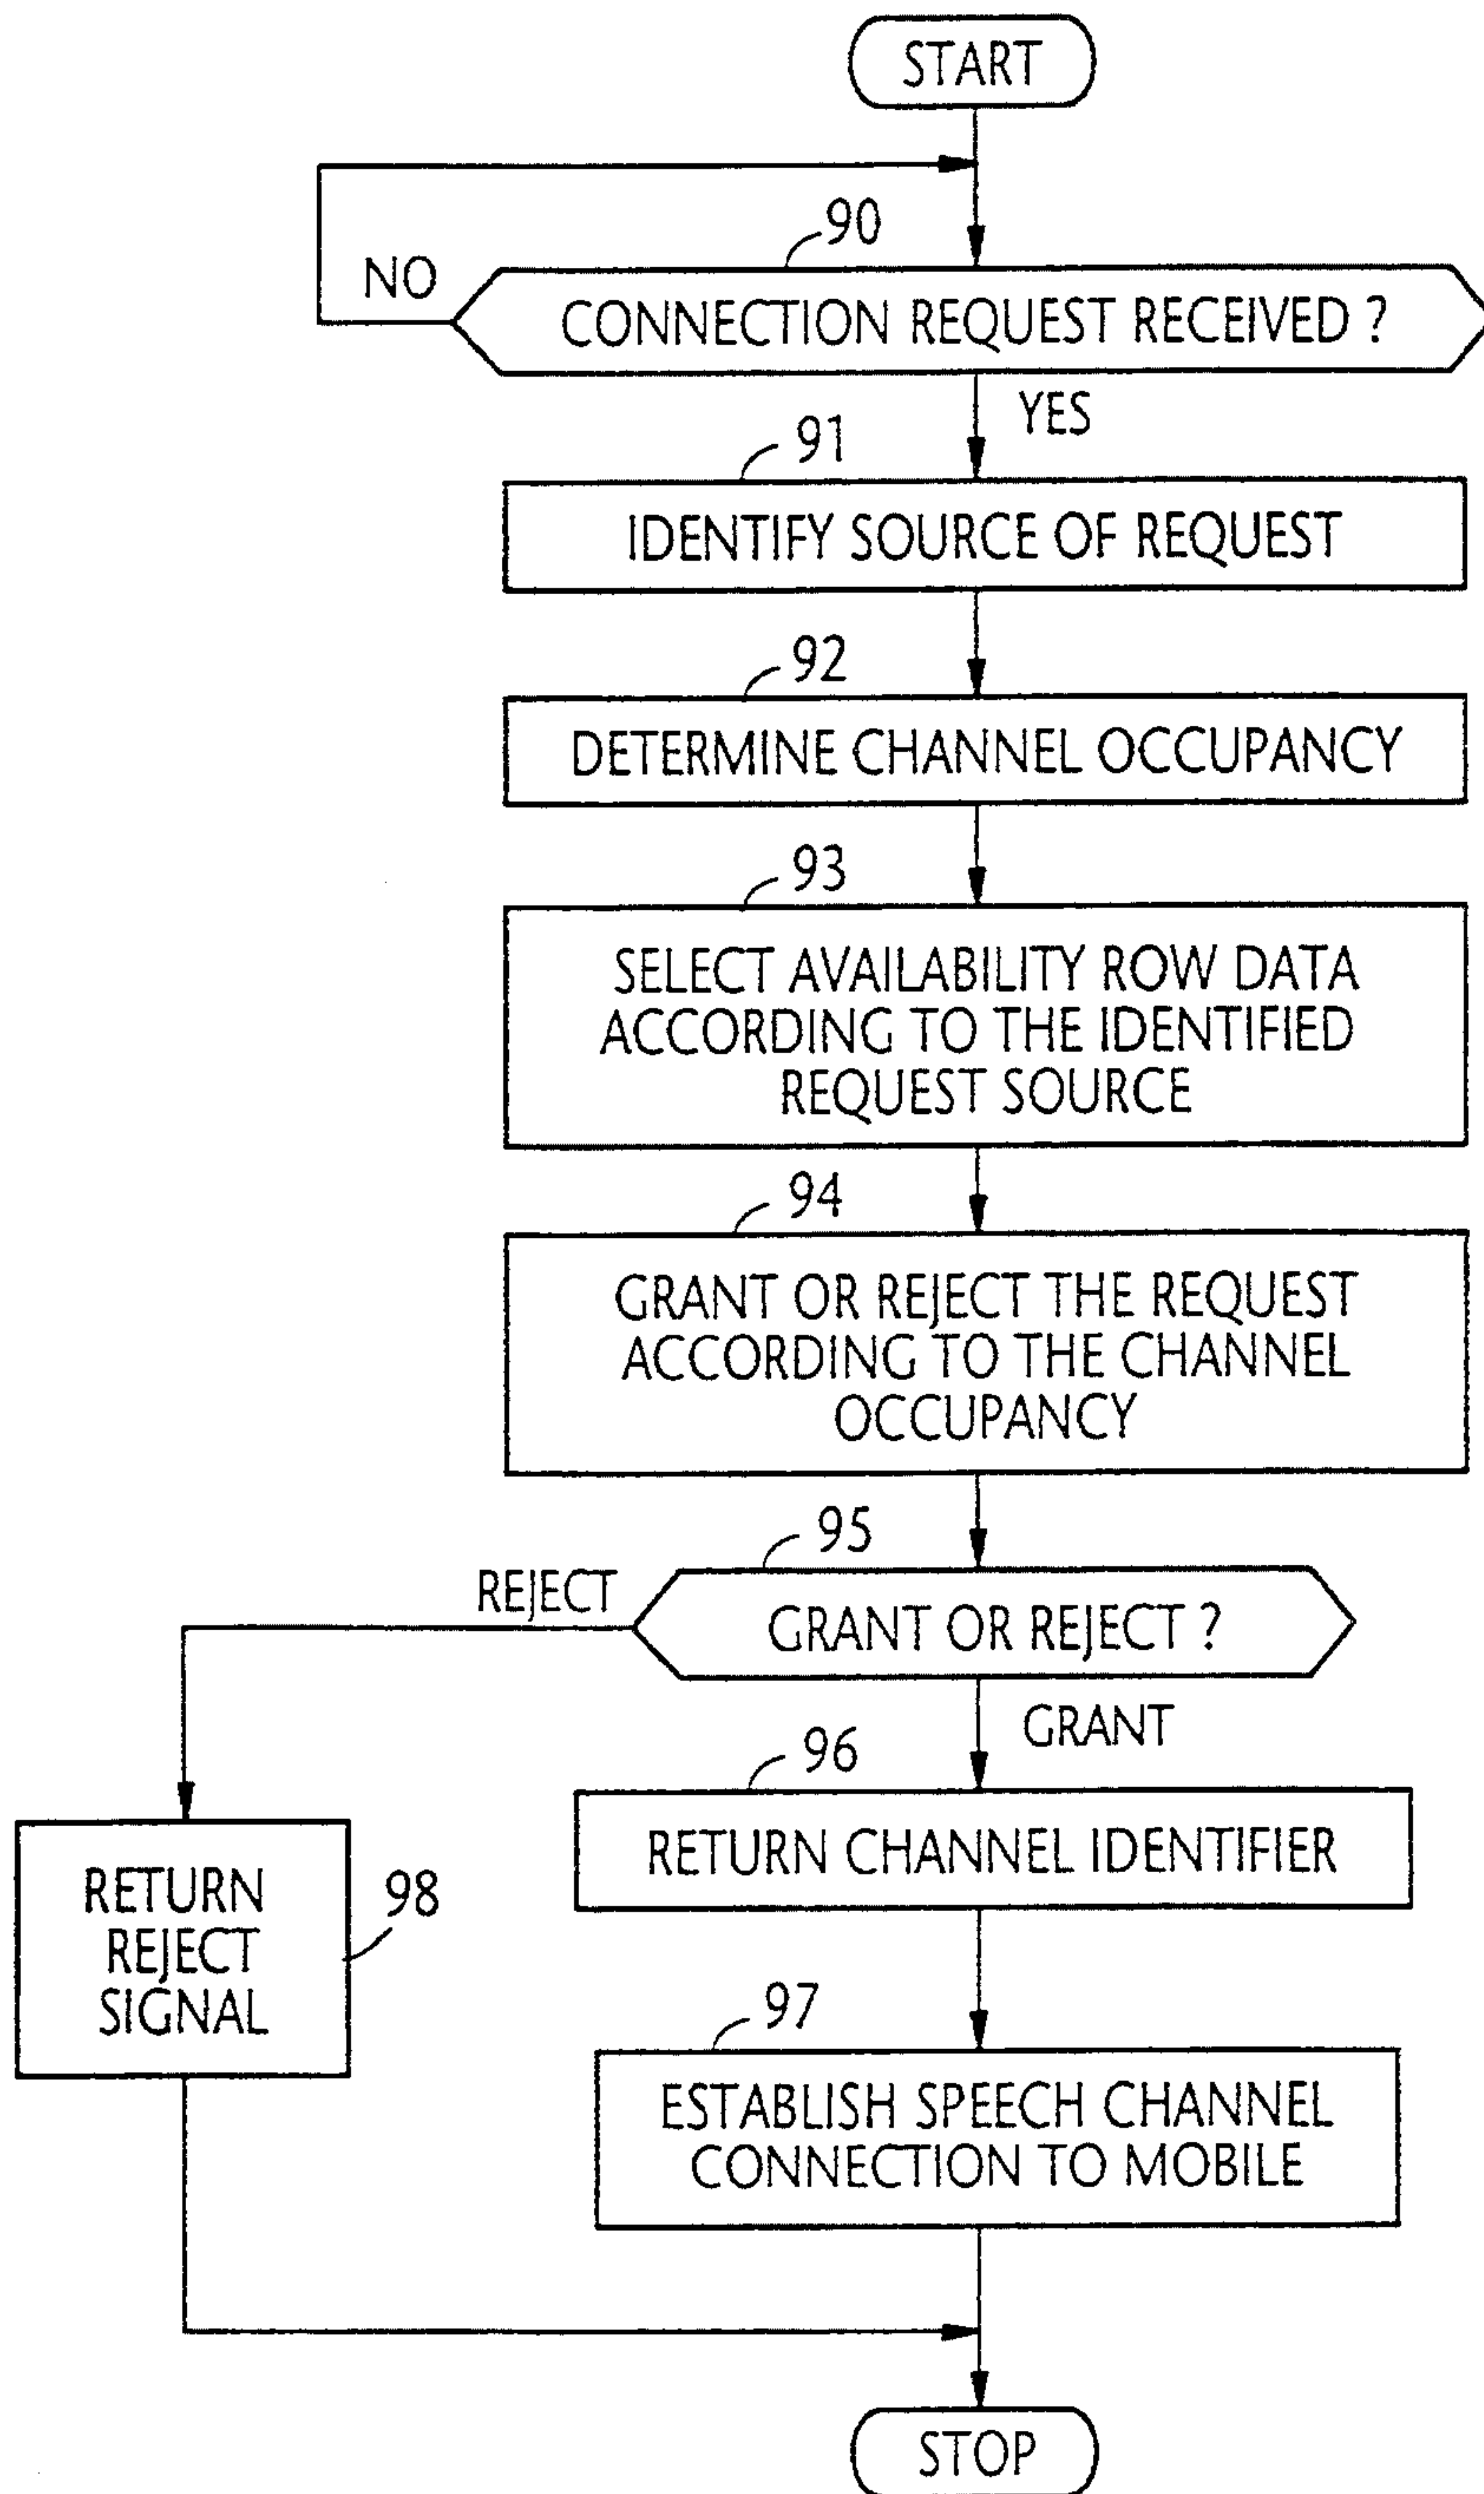 START
90
NO
CONNECTION REQUEST RECEIVED ?
YES
91
IDENTIFY SOURCE OF REQUEST
92
DETERMINE CHANNEL OCCUPANCY
93
SELECT AVAILABILITY ROW DATA
ACCORDING TO THE IDENTIFIED
REQUEST SOURCE
94
GRANT OR REJECT THE REQUEST
ACCORDING TO THE CHANNEL
OCCUPANCY
95
REJECT
GRANT OR REJECT ?
GRANT
96
RETURN CHANNEL IDENTIFIER
RETURN
REJECT
SIGNAL
98
97
ESTABLISH SPEECH CHANNEL
CONNECTION TO MOBILE
STOP